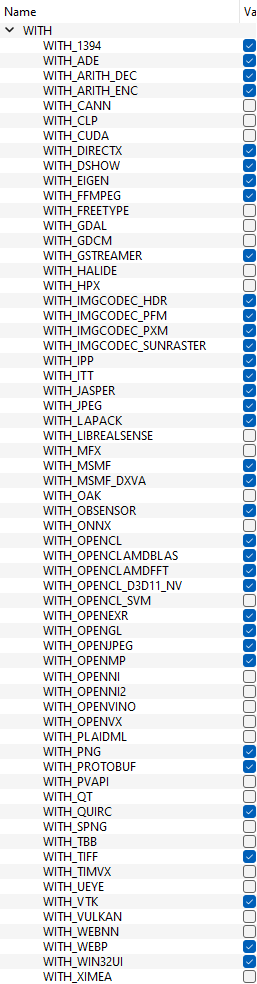 Name Va
WITH
WITH_1394
WITH_ADE
WITH_ARITH_DEC
WITH_ARITH_ENC
WITH_CANN
WITH_CLP
WITH_CUDA
WITH_DIRECTX
WITH_DSHOW
WITH_EIGEN
WITH_FFMPEG
WITH_FREETYPE
WITH_GDAL
WITH_GDCM
WITH_GSTREAMER
WITH_HALIDE
WITH_HPX
WITH_IMGCODEC_HDR
WITH_IMGCODEC_PFM
WITH_IMGCODEC_PXM
WITH_IMGCODEC_SUNRASTER
WITH_IPP
WITH_ITT
WITH_JASPER
WITH_JPEG
WITH_LAPACK
WITH_LIBREALSENSE
WITH_MFX
WITH_MSMF
WITH_MSMF_DXVA
WITH_OAK
WITH_OBSENSOR
WITH_ONNX
WITH_OPENCL
WITH_OPENCLAMDBLAS
WITH_OPENCLAMDFFT
WITH_OPENCL_D3D11_NV
WITH_OPENCL_SVM
WITH_OPENEXR
WITH_OPENGL
WITH_OPENJPEG
WITH_OPENMP
WITH_OPENNI
WITH_OPENNI2
WITH_OPENVINO
WITH_OPENVX
WITH_PLAIDML
WITH_PNG
WITH_PROTOBUF
WITH_PVAPI
WITH_QT
WITH_QUIRC
WITH_SPNG
WITH_TBB
WITH_TIFF
WITH_TIMVX
WITH_UEYE
WITH_VTK
WITH_VULKAN
WITH_WEBNN
WITH_WEBP
WITH_WIN32UI
WITH_XIMEA